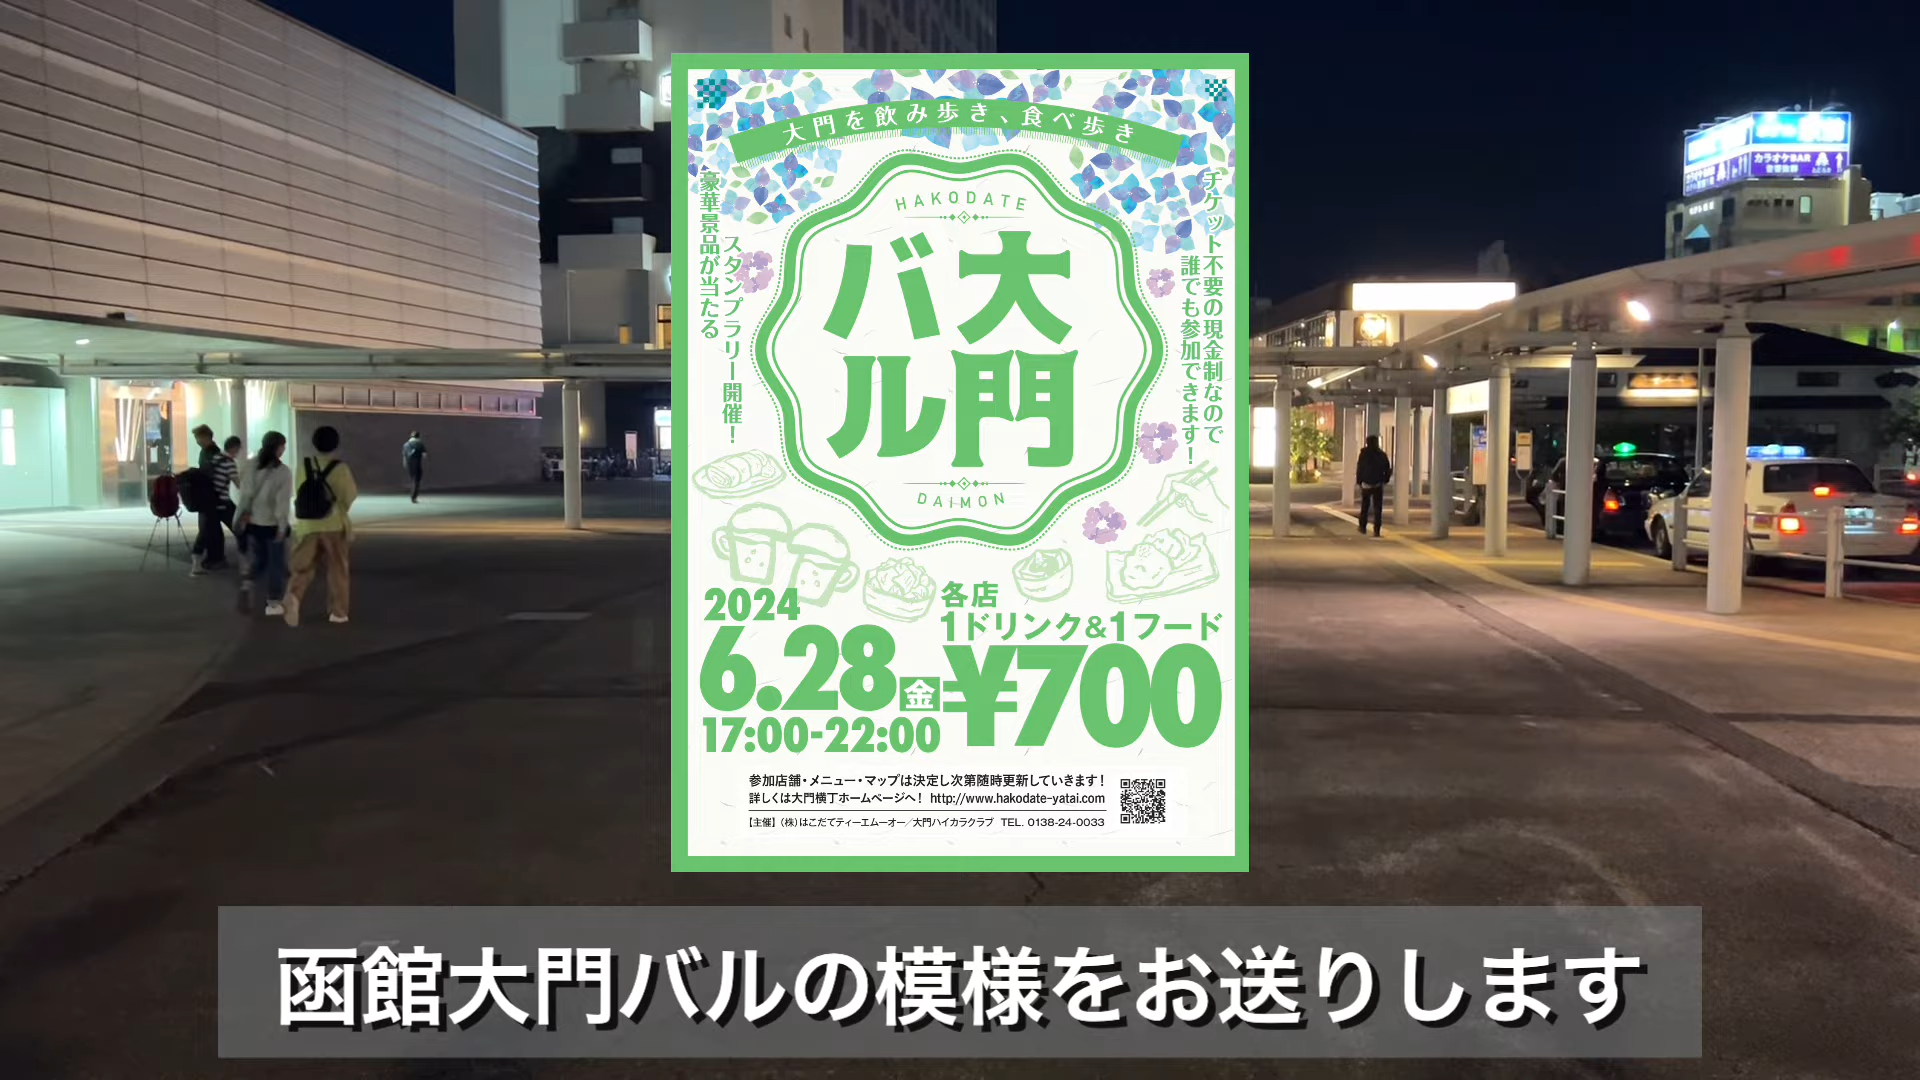 大門を飲み歩き、食べ歩き
チケット不要の現金制なので
誰でも参加できます！
スタンプラリー開催！
豪華景品が当たる
HAKODATE
大門
バル
DAIMON
2024
6.28金
17:00-22:00
各店
1ドリンク&1フード
¥700
参加店舗・メニュー・マップは決定し次第随時更新していきます！
詳しくは大門横丁ホームページへ！ http://www.hakodate-yatai.com
【主催】（株）はこだてティーエムオー／大門ハイカラクラブ TEL. 0138-24-0033
カラオケBAR
函館大門バルの模様をお送りします